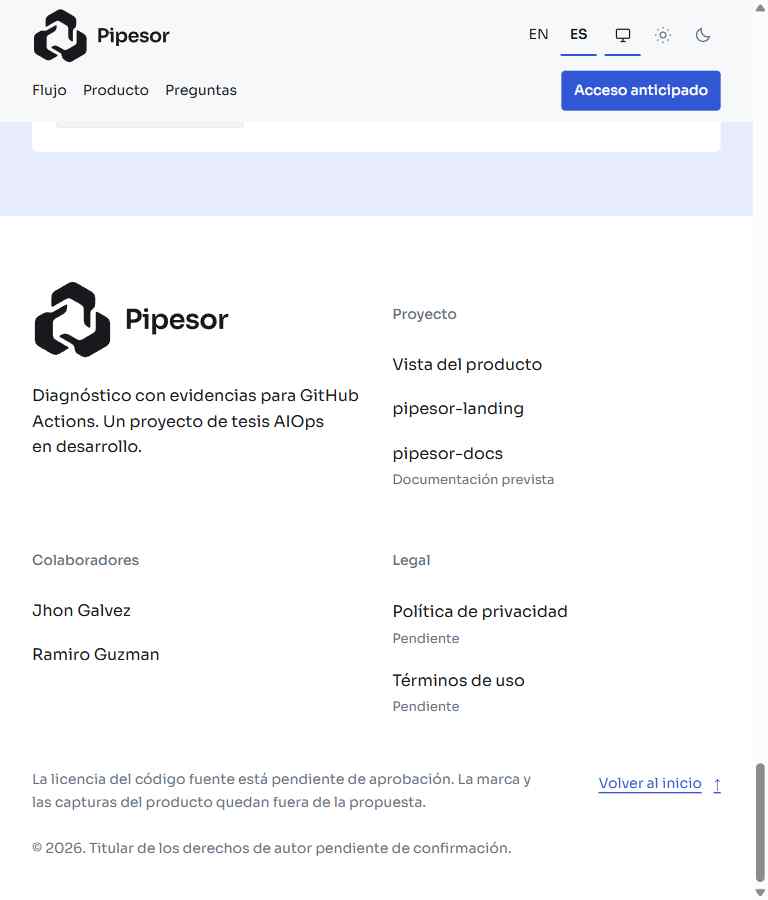 Pipesor
EN ES
Flujo Producto Preguntas
Acceso anticipado
Pipesor
Diagnóstico con evidencias para GitHub
Actions. Un proyecto de tesis AIOps
en desarrollo.
Proyecto
Vista del producto
pipesor-landing
pipesor-docs
Documentación prevista
Colaboradores
Jhon Galvez
Ramiro Guzman
Legal
Política de privacidad
Pendiente
Términos de uso
Pendiente
La licencia del código fuente está pendiente de aprobación. La marca y
las capturas del producto quedan fuera de la propuesta.
Volver al inicio ↑
© 2026. Titular de los derechos de autor pendiente de confirmación.